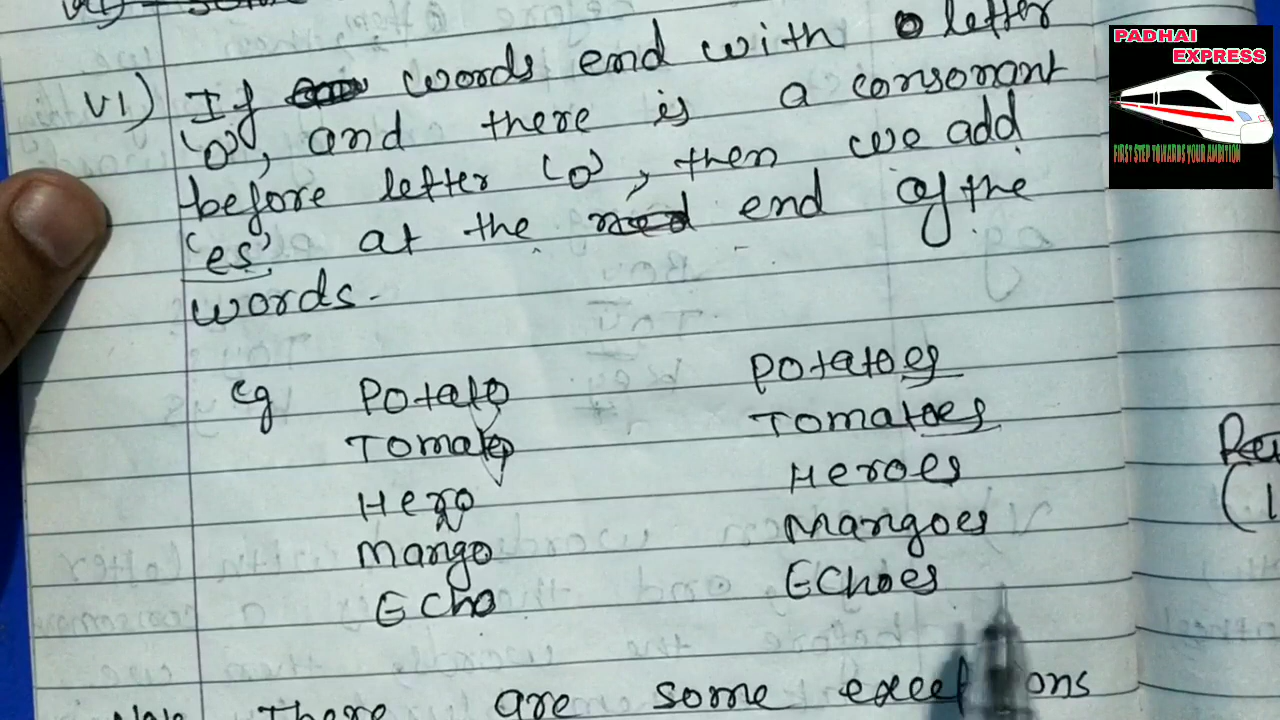 PADHAI
EXPRESS
FIRST STEP TOWARDS YOUR AMBITION
VI) If words end with letter
'o', and there is a consonant
before letter 'o', then we add
'es' at the end of the
words.
eg Potato Potatoes
Tomato Tomatoes
Hero Heroes
Mango Mangoes
Echo Echoes
There are some exceptions